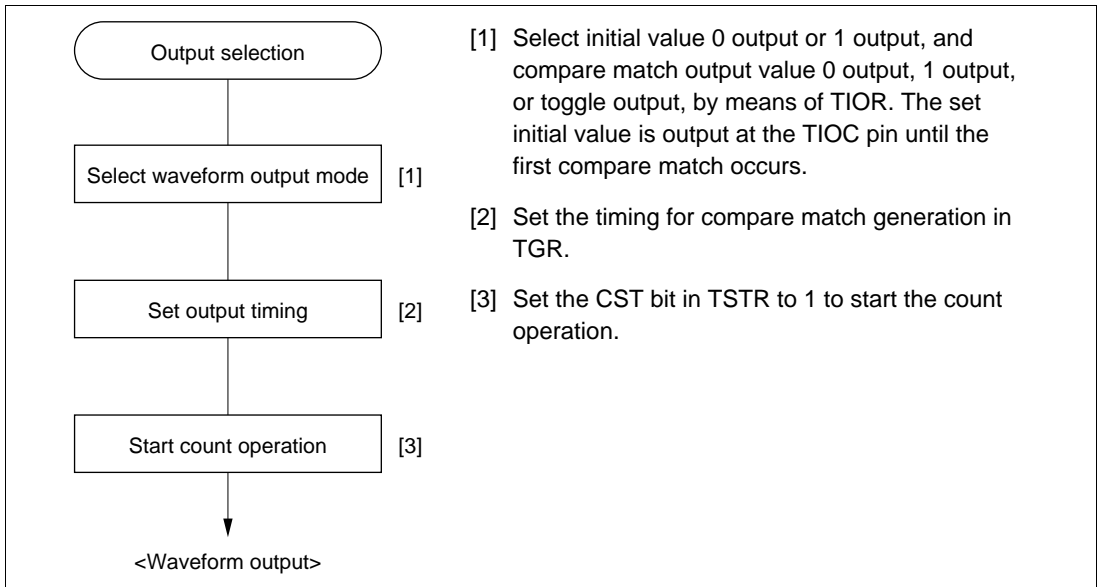 Output selection
Select waveform output mode [1]
Set output timing [2]
Start count operation [3]
<Waveform output>
[1] Select initial value 0 output or 1 output, and
compare match output value 0 output, 1 output,
or toggle output, by means of TIOR. The set
initial value is output at the TIOC pin until the
first compare match occurs.
[2] Set the timing for compare match generation in
TGR.
[3] Set the CST bit in TSTR to 1 to start the count
operation.